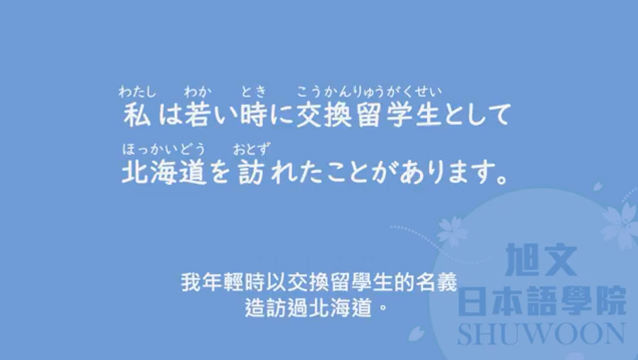 わたし わか とき こうかんりゅうがくせい
私は若い時に交換留学生として
ほっかいどう おとず
北海道を訪れたことがあります。
我年輕時以交換留學生的名義
造訪過北海道。
旭文
日本語學院
SHUWOON